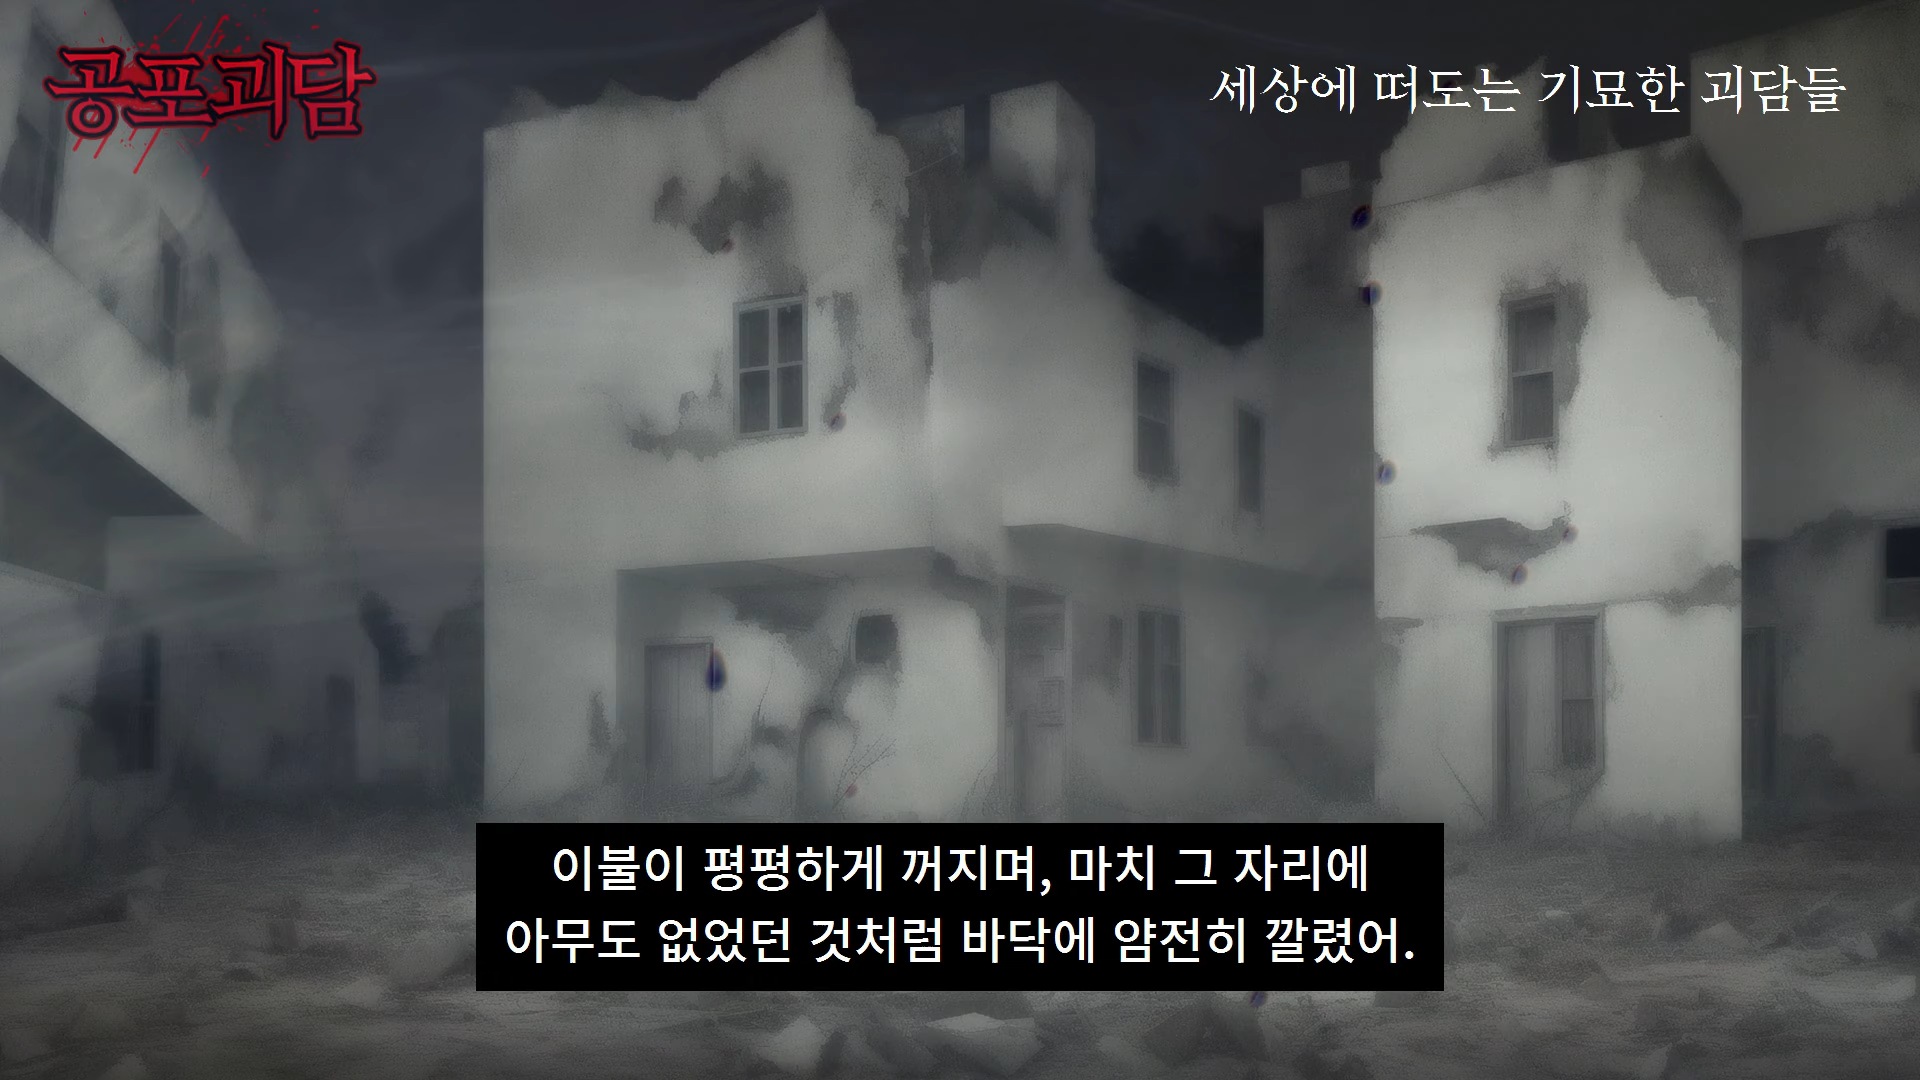 공포괴담
세상에 떠도는 기묘한 괴담들
이불이 평평하게 꺼지며, 마치 그 자리에
아무도 없었던 것처럼 바닥에 얌전히 깔렸어.